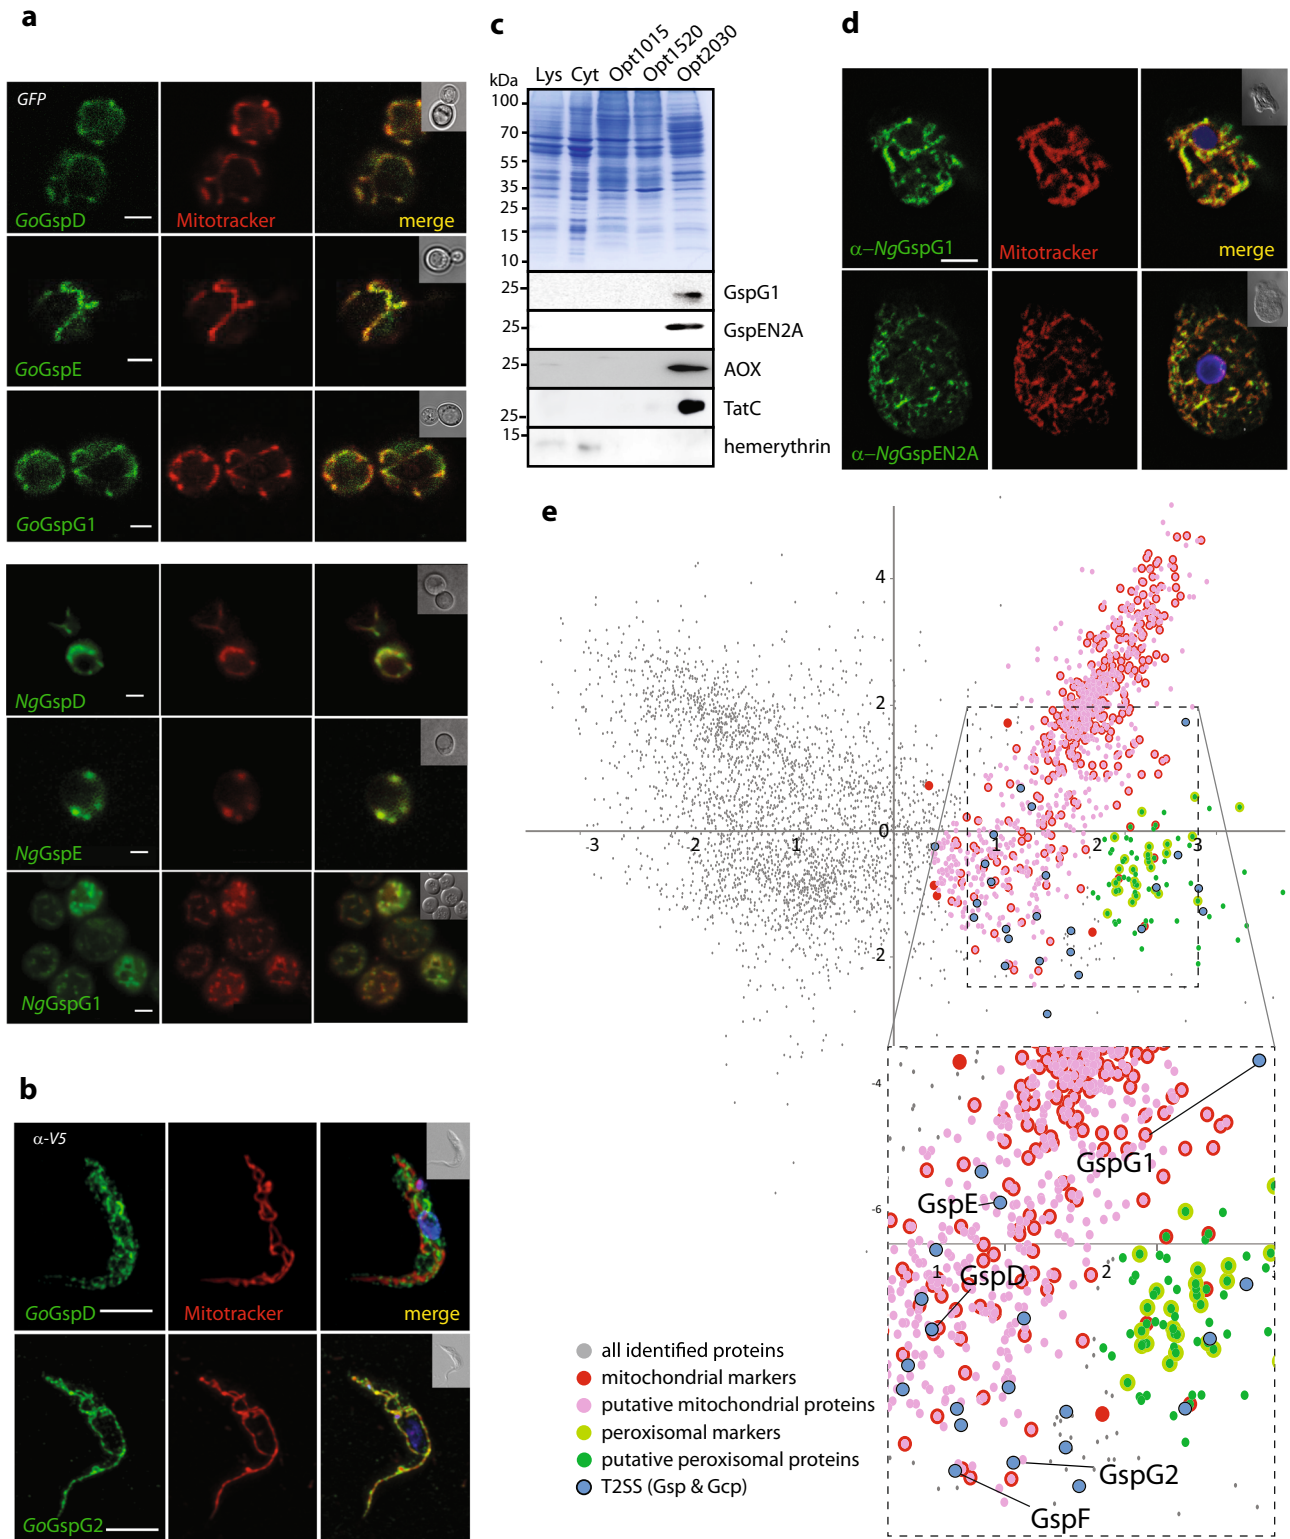 a
GFP
GoGspD
Mitotracker
merge
GoGspE
GoGspG1
NgGspD
NgGspE
NgGspG1
b
α-V5
GoGspD
Mitotracker
merge
GoGspG2
c
kDa
Lys
Cyt
Opt1015
Opt1520
Opt2030
100
70
55
35
25
15
10
25
GspG1
25
GspEN2A
25
AOX
25
TatC
15
hemerythrin
d
α–NgGspG1
Mitotracker
merge
α–NgGspEN2A
e
4
2
0
-3
-2
-1
1
2
3
-2
-4
-6
GspG1
GspE
1
GspD
2
GspG2
GspF
all identified proteins
mitochondrial markers
putative mitochondrial proteins
peroxisomal markers
putative peroxisomal proteins
T2SS (Gsp & Gcp)